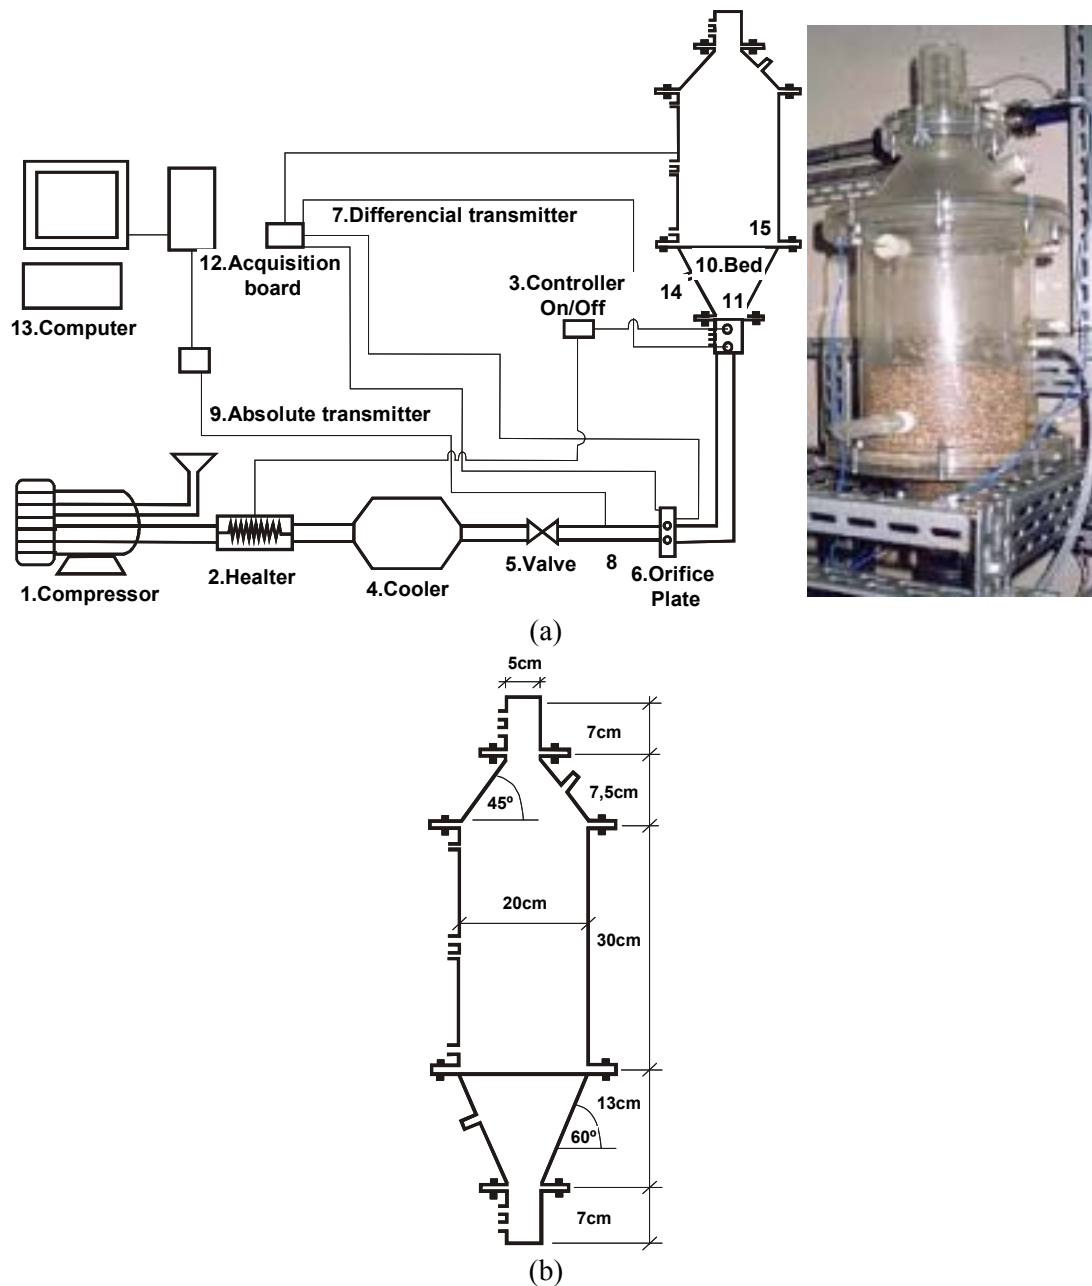 7.Differencial transmitter
15
12.Acquisition
board
10.Bed
3.Controller
On/Off
14
11
13.Computer
9.Absolute transmitter
1.Compressor
2.Healter
4.Cooler
5.Valve
8
6.Orifice
Plate
(a)
5cm
7cm
7,5cm
45º
20cm
30cm
13cm
60º
7cm
(b)